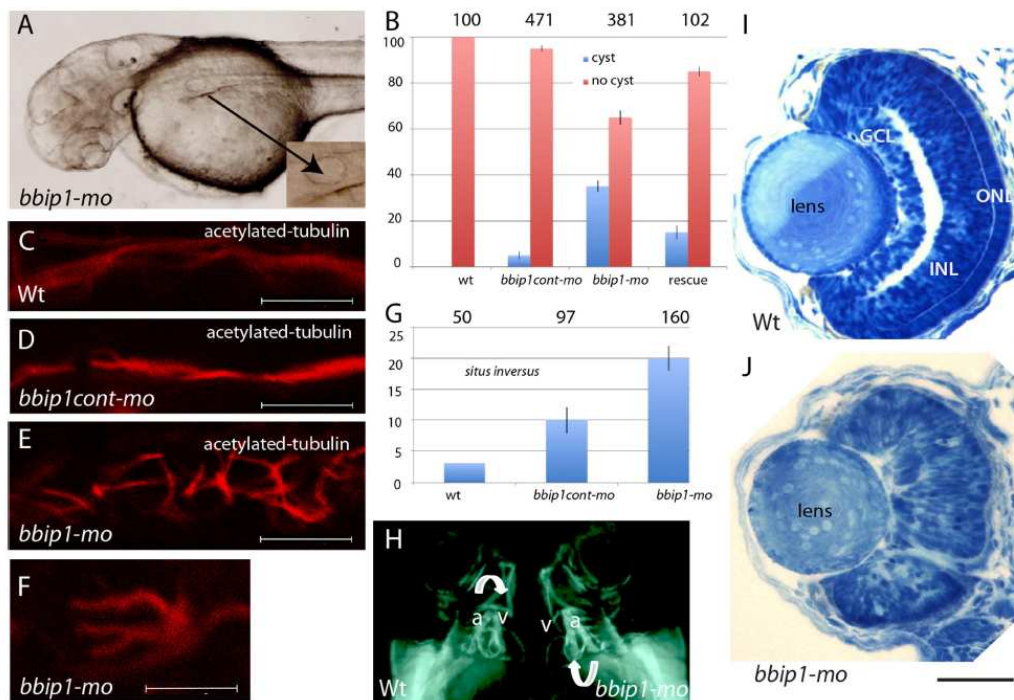 A
bbip1-mo
B
100 471 381 102
100
80
60
40
20
0
cyst
no cyst
wt bbip1cont-mo bbip1-mo rescue
C
acetylated-tubulin
Wt
D
acetylated-tubulin
bbip1cont-mo
E
acetylated-tubulin
bbip1-mo
F
bbip1-mo
G
50 97 160
25
20
15
10
5
0
situs inversus
wt bbip1cont-mo bbip1-mo
H
a v v a
Wt bbip1-mo
I
GCL
lens
ONL
INL
Wt
J
lens
bbip1-mo